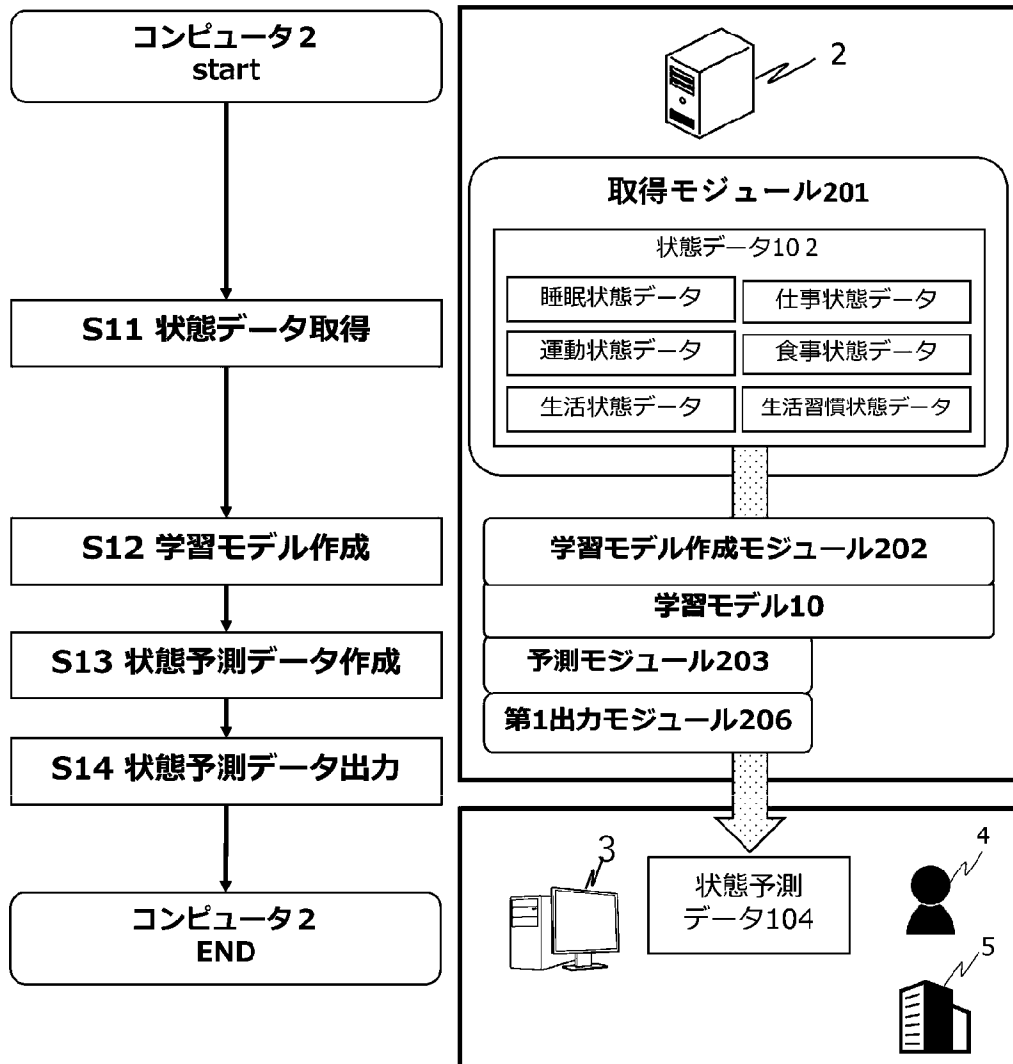 コンピュータ2
start
S11 状態データ取得
S12 学習モデル作成
S13 状態予測データ作成
S14 状態予測データ出力
コンピュータ2
END
2
取得モジュール201
状態データ10 2
睡眠状態データ
仕事状態データ
運動状態データ
食事状態データ
生活状態データ
生活習慣状態データ
学習モデル作成モジュール202
学習モデル10
予測モジュール203
第1出力モジュール206
3
状態予測
データ104
4
5